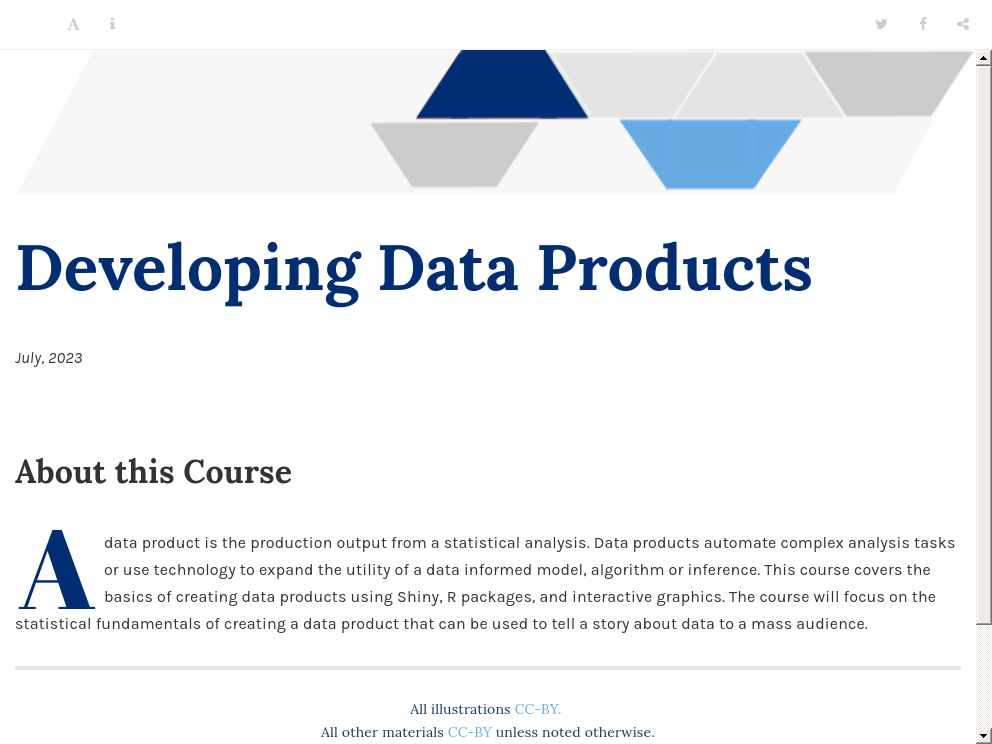 A
Developing Data Products
July, 2023
About this Course
A data product is the production output from a statistical analysis. Data products automate complex analysis tasks
or use technology to expand the utility of a data informed model, algorithm or inference. This course covers the
basics of creating data products using Shiny, R packages, and interactive graphics. The course will focus on the
statistical fundamentals of creating a data product that can be used to tell a story about data to a mass audience.
All illustrations CC-BY.
All other materials CC-BY unless noted otherwise.